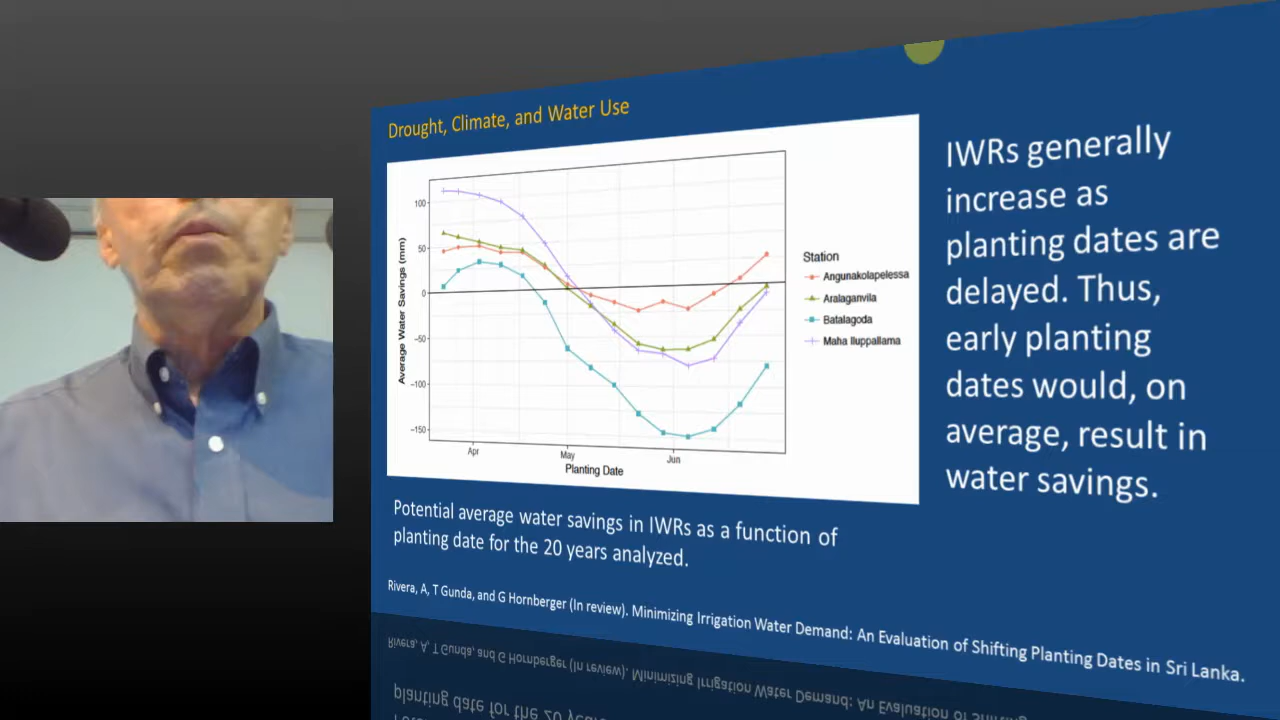 Drought, Climate, and Water Use
Average Water Savings (mm)
100
50
0
-50
-100
-150
Apr
May
Jun
Planting Date
Station
Angunakolapelessa
Aralaganvila
Batalagoda
Maha Iluppallama
IWRs generally
increase as
planting dates are
delayed. Thus,
early planting
dates would, on
average, result in
water savings.
Potential average water savings in IWRs as a function of
planting date for the 20 years analyzed.
Rivera, A, T Gunda, and G Hornberger (In review). Minimizing Irrigation Water Demand: An Evaluation of Shifting Planting Dates in Sri Lanka.